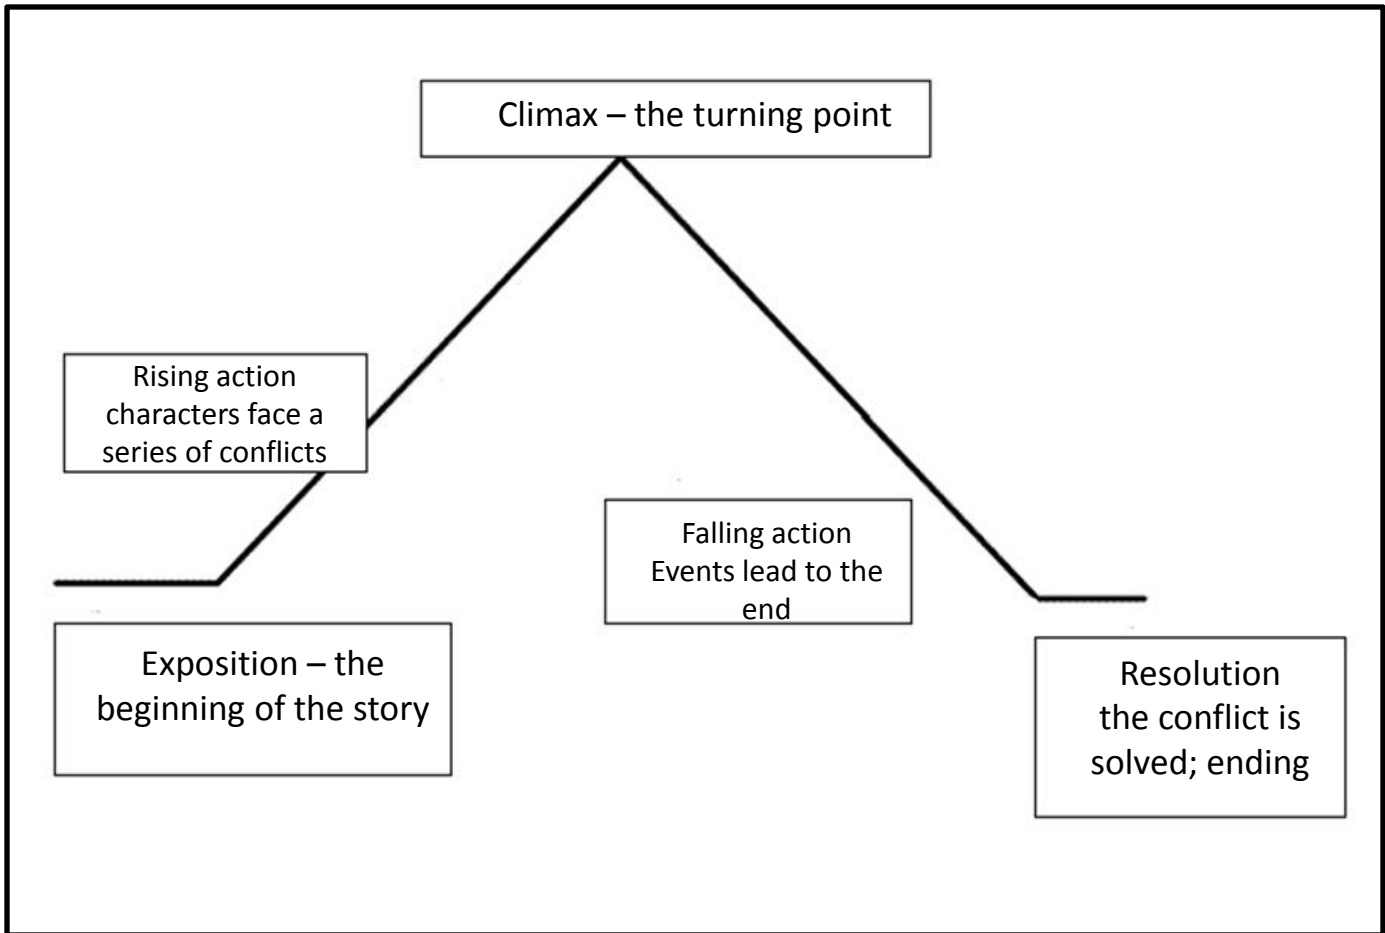 Climax – the turning point
Rising action
characters face a
series of conflicts
Falling action
Events lead to the
end
Exposition – the
beginning of the story
Resolution
the conflict is
solved; ending